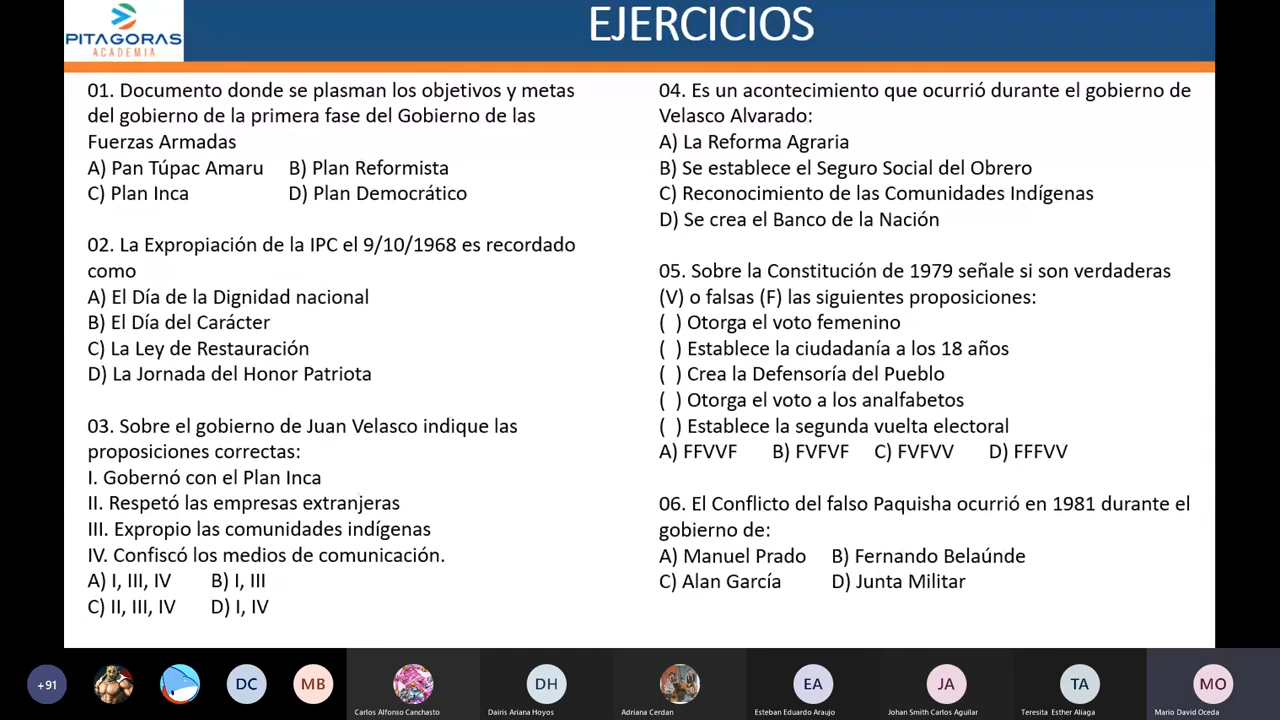 PITAGORAS
ACADEMIA
EJERCICIOS
01. Documento donde se plasman los objetivos y metas
del gobierno de la primera fase del Gobierno de las
Fuerzas Armadas
A) Pan Túpac Amaru B) Plan Reformista
C) Plan Inca D) Plan Democrático
02. La Expropiación de la IPC el 9/10/1968 es recordado
como
A) El Día de la Dignidad nacional
B) El Día del Carácter
C) La Ley de Restauración
D) La Jornada del Honor Patriota
03. Sobre el gobierno de Juan Velasco indique las
proposiciones correctas:
I. Gobernó con el Plan Inca
II. Respetó las empresas extranjeras
III. Expropio las comunidades indígenas
IV. Confiscó los medios de comunicación.
A) I, III, IV B) I, III
C) II, III, IV D) I, IV
04. Es un acontecimiento que ocurrió durante el gobierno de
Velasco Alvarado:
A) La Reforma Agraria
B) Se establece el Seguro Social del Obrero
C) Reconocimiento de las Comunidades Indígenas
D) Se crea el Banco de la Nación
05. Sobre la Constitución de 1979 señale si son verdaderas
(V) o falsas (F) las siguientes proposiciones:
( ) Otorga el voto femenino
( ) Establece la ciudadanía a los 18 años
( ) Crea la Defensoría del Pueblo
( ) Otorga el voto a los analfabetos
( ) Establece la segunda vuelta electoral
A) FFVVF B) FVFVF C) FVFVV D) FFFVV
06. El Conflicto del falso Paquisha ocurrió en 1981 durante el
gobierno de:
A) Manuel Prado B) Fernando Belaúnde
C) Alan García D) Junta Militar
+91 DC MB DH EA JA TA MO
Carlos Alfonso Canchasto Dairis Ariana Hoyos Adriana Cerdan Esteban Eduardo Araujo Johan Smith Carlos Aguilar Teresita Esther Aliaga Mario David Oceda